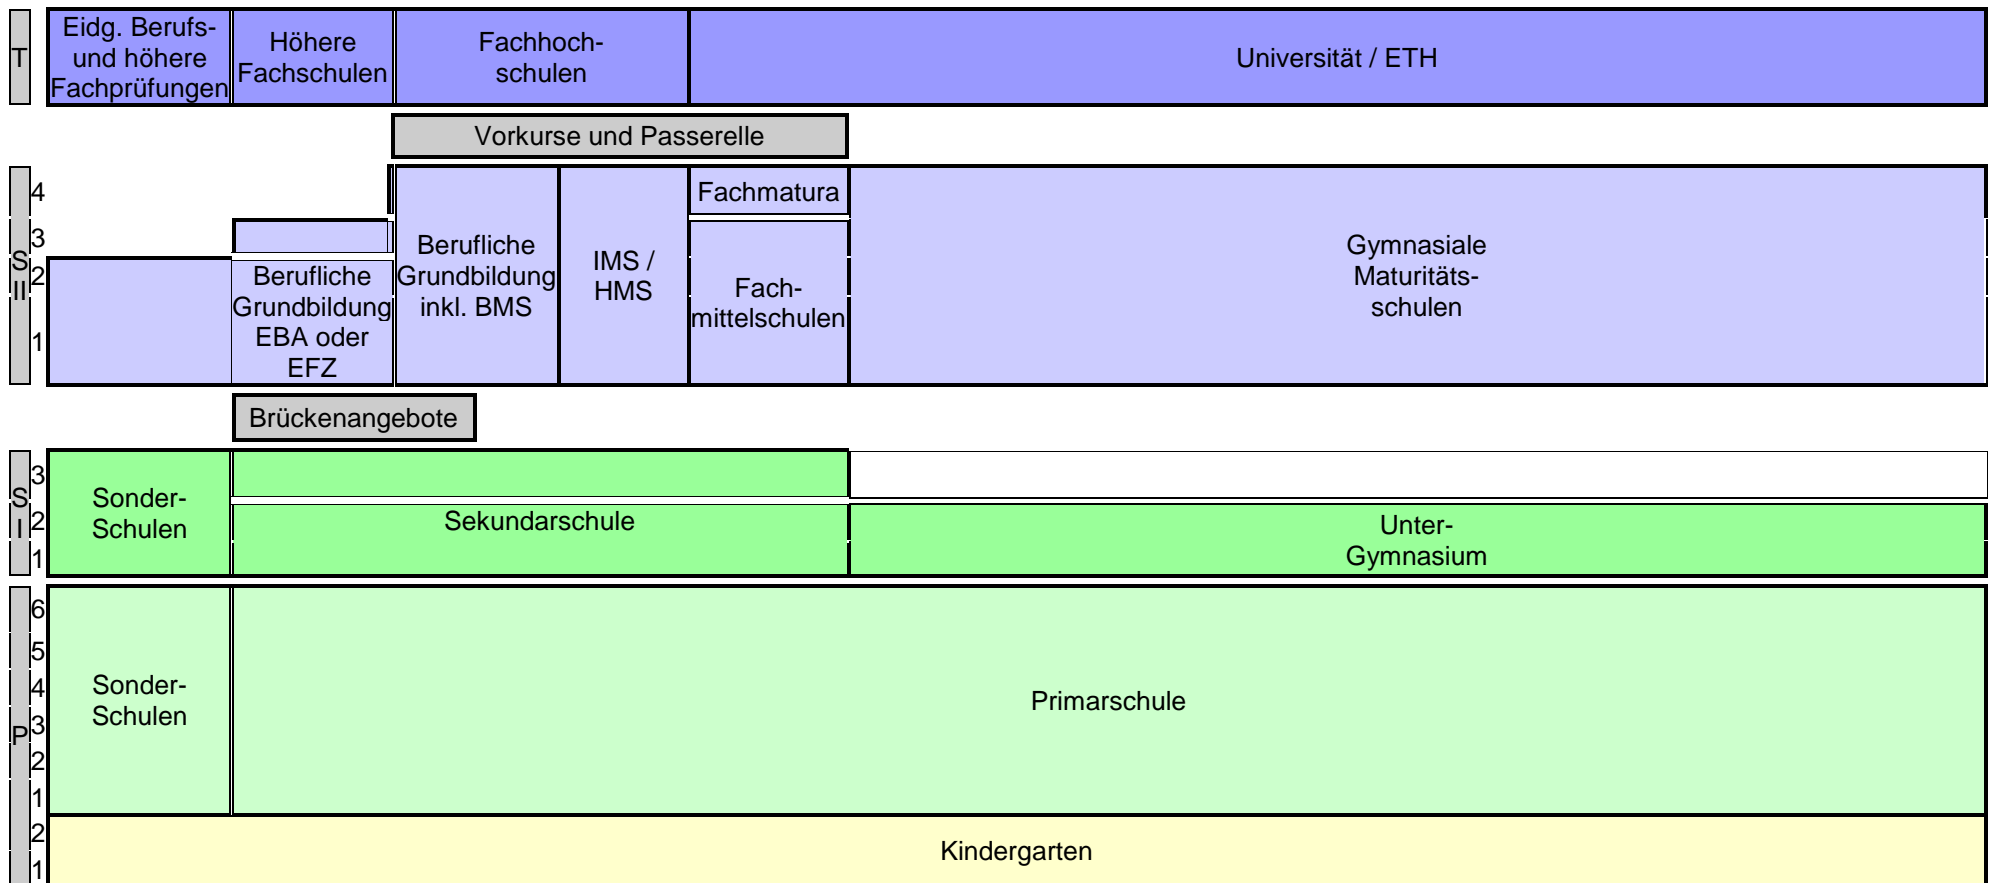 T
Eidg. Berufs-
und höhere
Fachprüfungen
Höhere
Fachschulen
Fachhoch-
schulen
Universität / ETH
Vorkurse und Passerelle
S
II
4
3
2
1
Berufliche
Grundbildung
EBA oder
EFZ
Berufliche
Grundbildung
inkl. BMS
IMS /
HMS
Fachmatura
Fach-
mittelschulen
Gymnasiale
Maturitäts-
schulen
Brückenangebote
S
I
3
2
1
Sonder-
Schulen
Sekundarschule
Unter-
Gymnasium
P
6
5
4
3
2
1
2
1
Sonder-
Schulen
Primarschule
Kindergarten